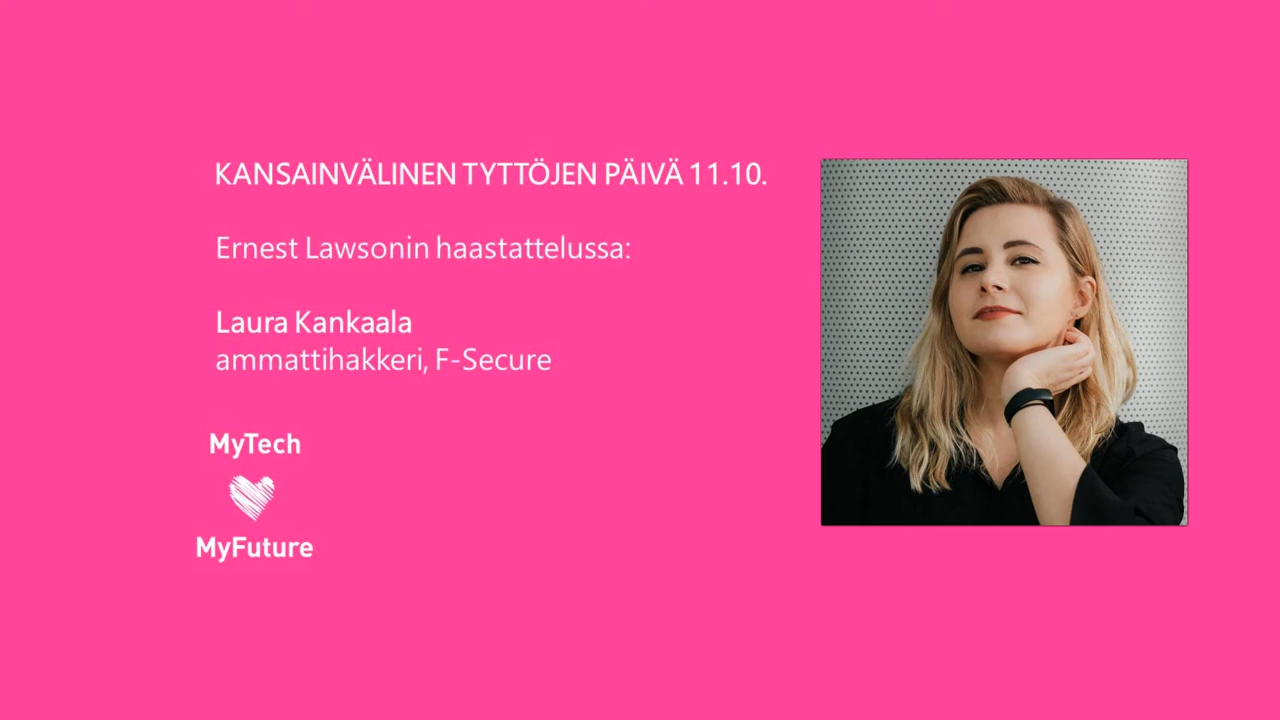 KANSAINVÄLINEN TYTTÖJEN PÄIVÄ 11.10.
Ernest Lawsonin haastattelussa:
Laura Kankaala
ammattihakkeri, F-Secure
MyTech
MyFuture